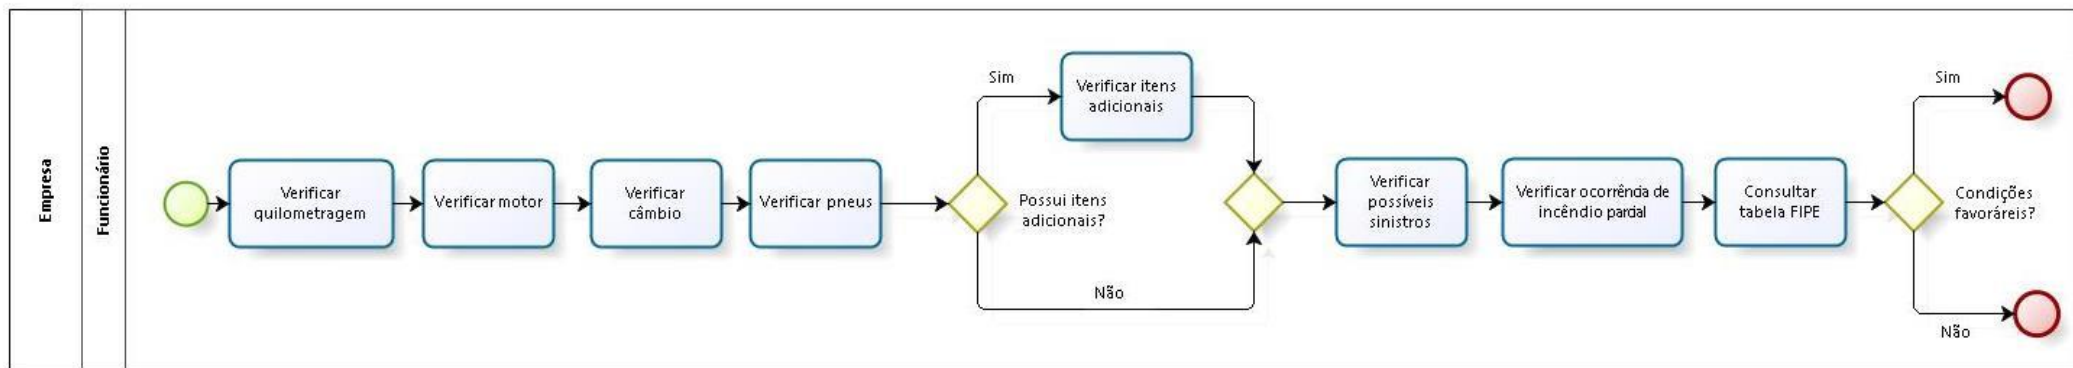 Empresa
Funcionário
Verificar
quilometragem
Verificar motor
Verificar
câmbio
Verificar pneus
Possui itens
adicionais?
Sim
Verificar itens
adicionais
Não
Verificar
possíveis
sinistros
Verificar ocorrência de
incêndio parcial
Consultar
tabela FIPE
Condições
favoráreis?
Sim
Não